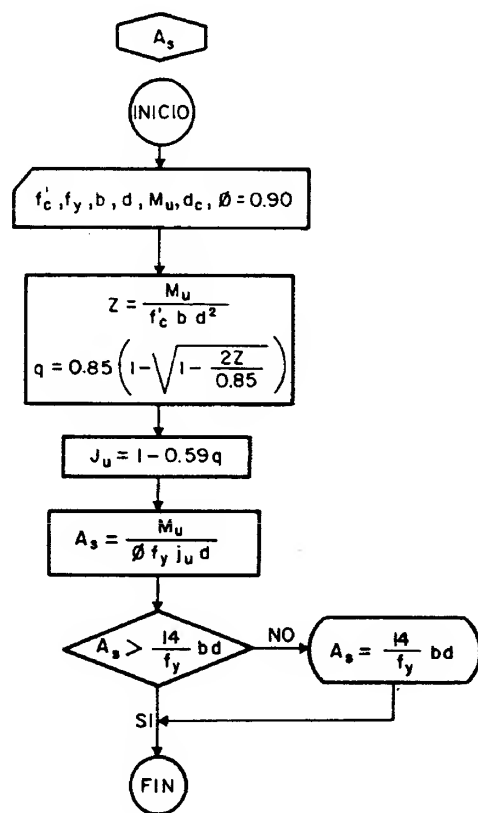 A_s
INICIO
f'_c, f_y, b, d, M_u, d_c, Ø = 0.90
Z = M_u / f'_c b d²
q = 0.85 (1 - √(1 - 2Z / 0.85))
J_u = 1 - 0.59q
A_s = M_u / Ø f_y j_u d
A_s > 14 / f_y bd
NO
A_s = 14 / f_y bd
SI
FIN